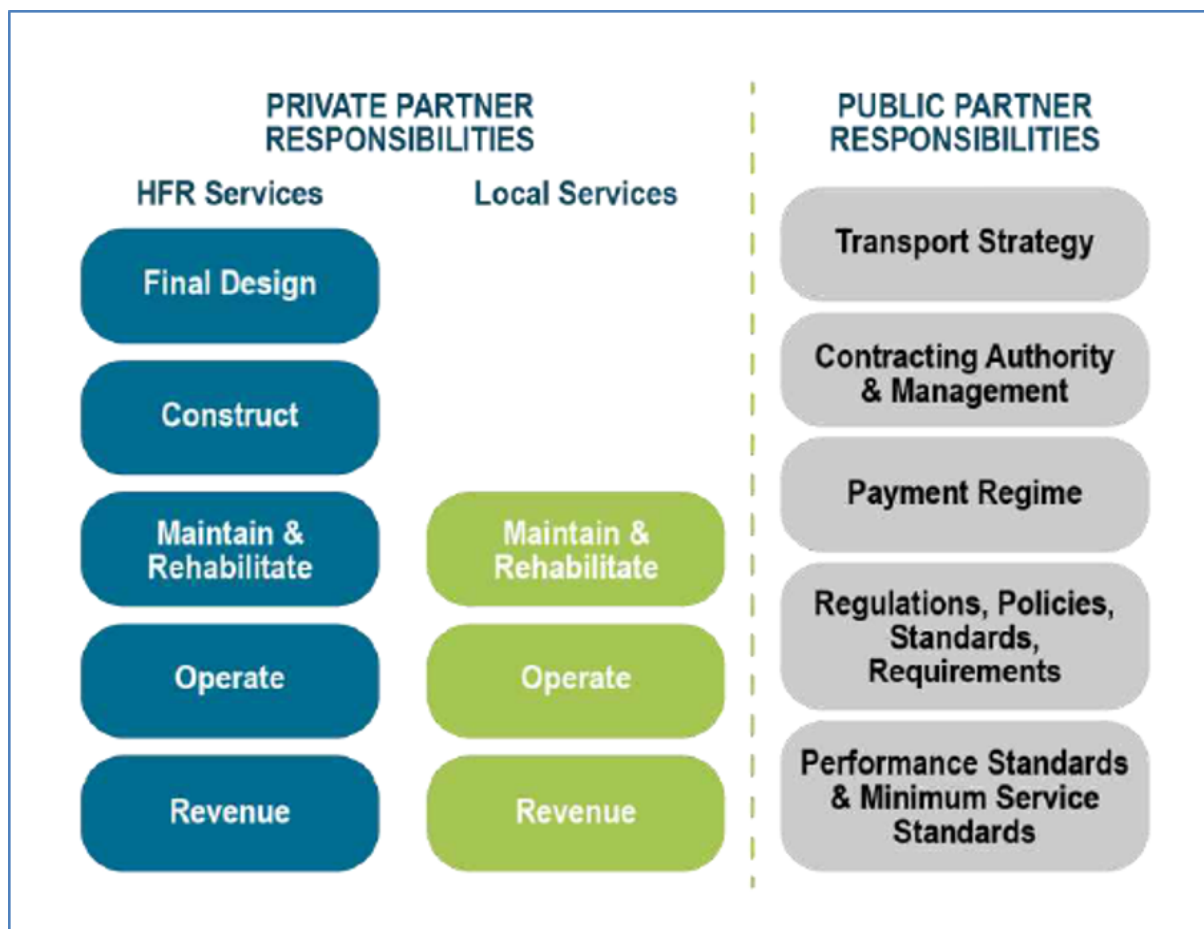 PRIVATE PARTNER
RESPONSIBILITIES
HFR Services
Final Design
Construct
Maintain &
Rehabilitate
Operate
Revenue
Local Services
Maintain &
Rehabilitate
Operate
Revenue
PUBLIC PARTNER
RESPONSIBILITIES
Transport Strategy
Contracting Authority
& Management
Payment Regime
Regulations, Policies,
Standards,
Requirements
Performance Standards
& Minimum Service
Standards